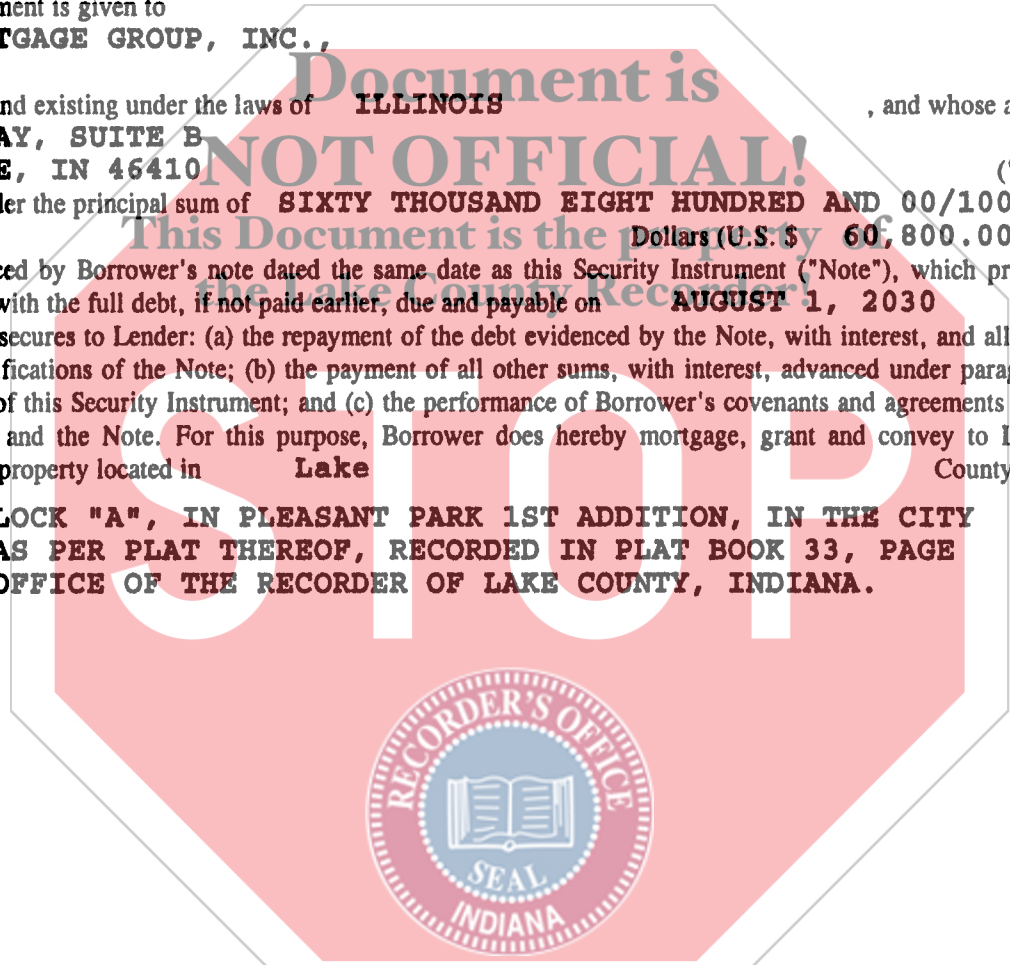 ment is given to
TGAGE GROUP, INC.,
Document is
nd existing under the laws of ILLINOIS , and whose a
AY, SUITE B
NOT OFFICIAL!
E, IN 46410 ("
der the principal sum of SIXTY THOUSAND EIGHT HUNDRED AND 00/100
This Document is the property of
Dollars (U.S. $ 60,800.00
ced by Borrower's note dated the same date as this Security Instrument ("Note"), which pr
the Lake County Recorder!
with the full debt, if not paid earlier, due and payable on AUGUST 1, 2030
secures to Lender: (a) the repayment of the debt evidenced by the Note, with interest, and all
fications of the Note; (b) the payment of all other sums, with interest, advanced under parag
of this Security Instrument; and (c) the performance of Borrower's covenants and agreements
and the Note. For this purpose, Borrower does hereby mortgage, grant and convey to L
property located in Lake County
STOP
LOCK "A", IN PLEASANT PARK 1ST ADDITION, IN THE CITY
AS PER PLAT THEREOF, RECORDED IN PLAT BOOK 33, PAGE
OFFICE OF THE RECORDER OF LAKE COUNTY, INDIANA.
RECORDER'S OFFICE
SEAL
INDIANA